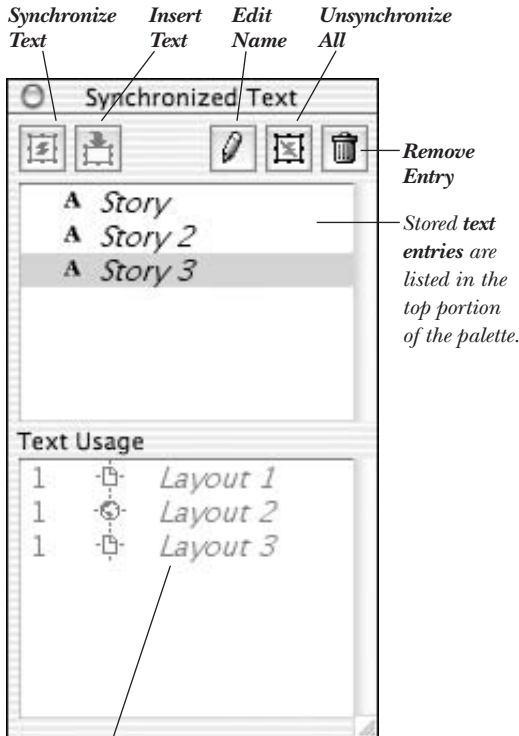 Synchronize Text
Insert Text
Edit Name
Unsynchronize All
Synchronized Text
Remove Entry
A Story
A Story 2
A Story 3
Stored text
entries are
listed in the
top portion
of the palette.
Text Usage
1 Layout 1
1 Layout 2
1 Layout 3